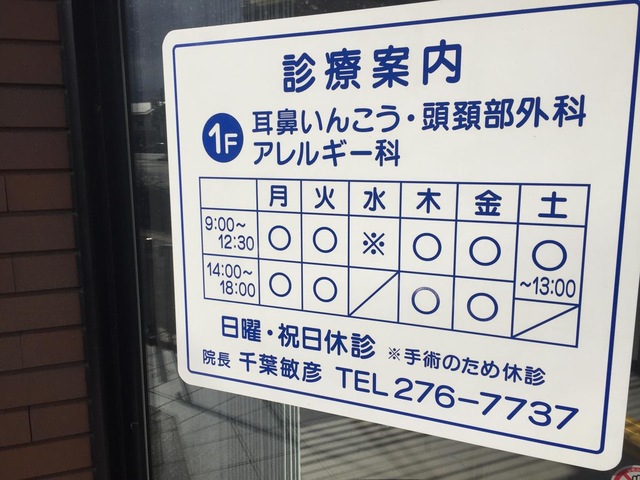 診療案内
1F 耳鼻いんこう・頭頚部外科
アレルギー科
月 火 水 木 金 土
9:00~12:30 ○ ○ ※ ○ ○ ○~13:00
14:00~18:00 ○ ○ ／ ○ ○ ／
日曜・祝日休診 ※手術のため休診
院長 千葉敏彦 TEL276-7737